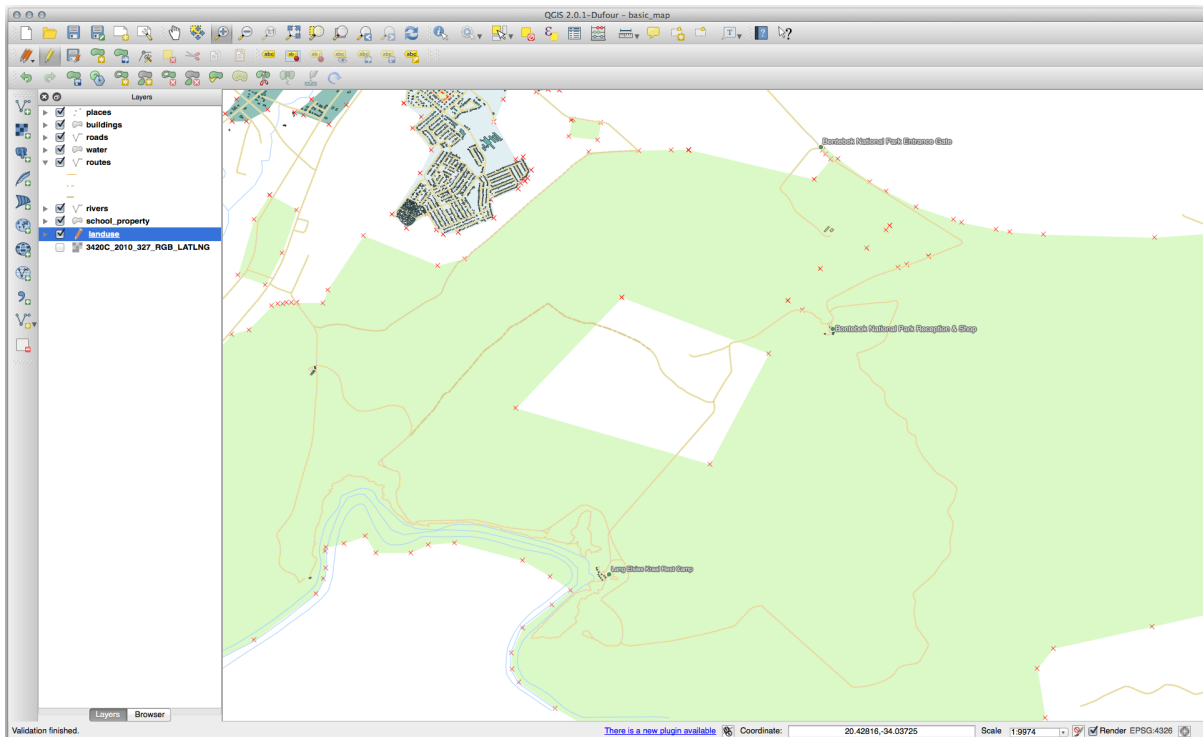 QGIS 2.0.1-Dufour - basic_map
Layers
places
buildings
roads
water
routes
rivers
school_property
landuse
3420C_2010_327_RGB_LATLNG
Bontebok National Park Entrance Gate
Bontebok National Park Reception & Shop
Lang Elsies Kraal Rest Camp
Layers Browser
Validation finished. There is a new plugin available Coordinate: 20.42816,-34.03725 Scale 1:9974 Render EPSG:4326